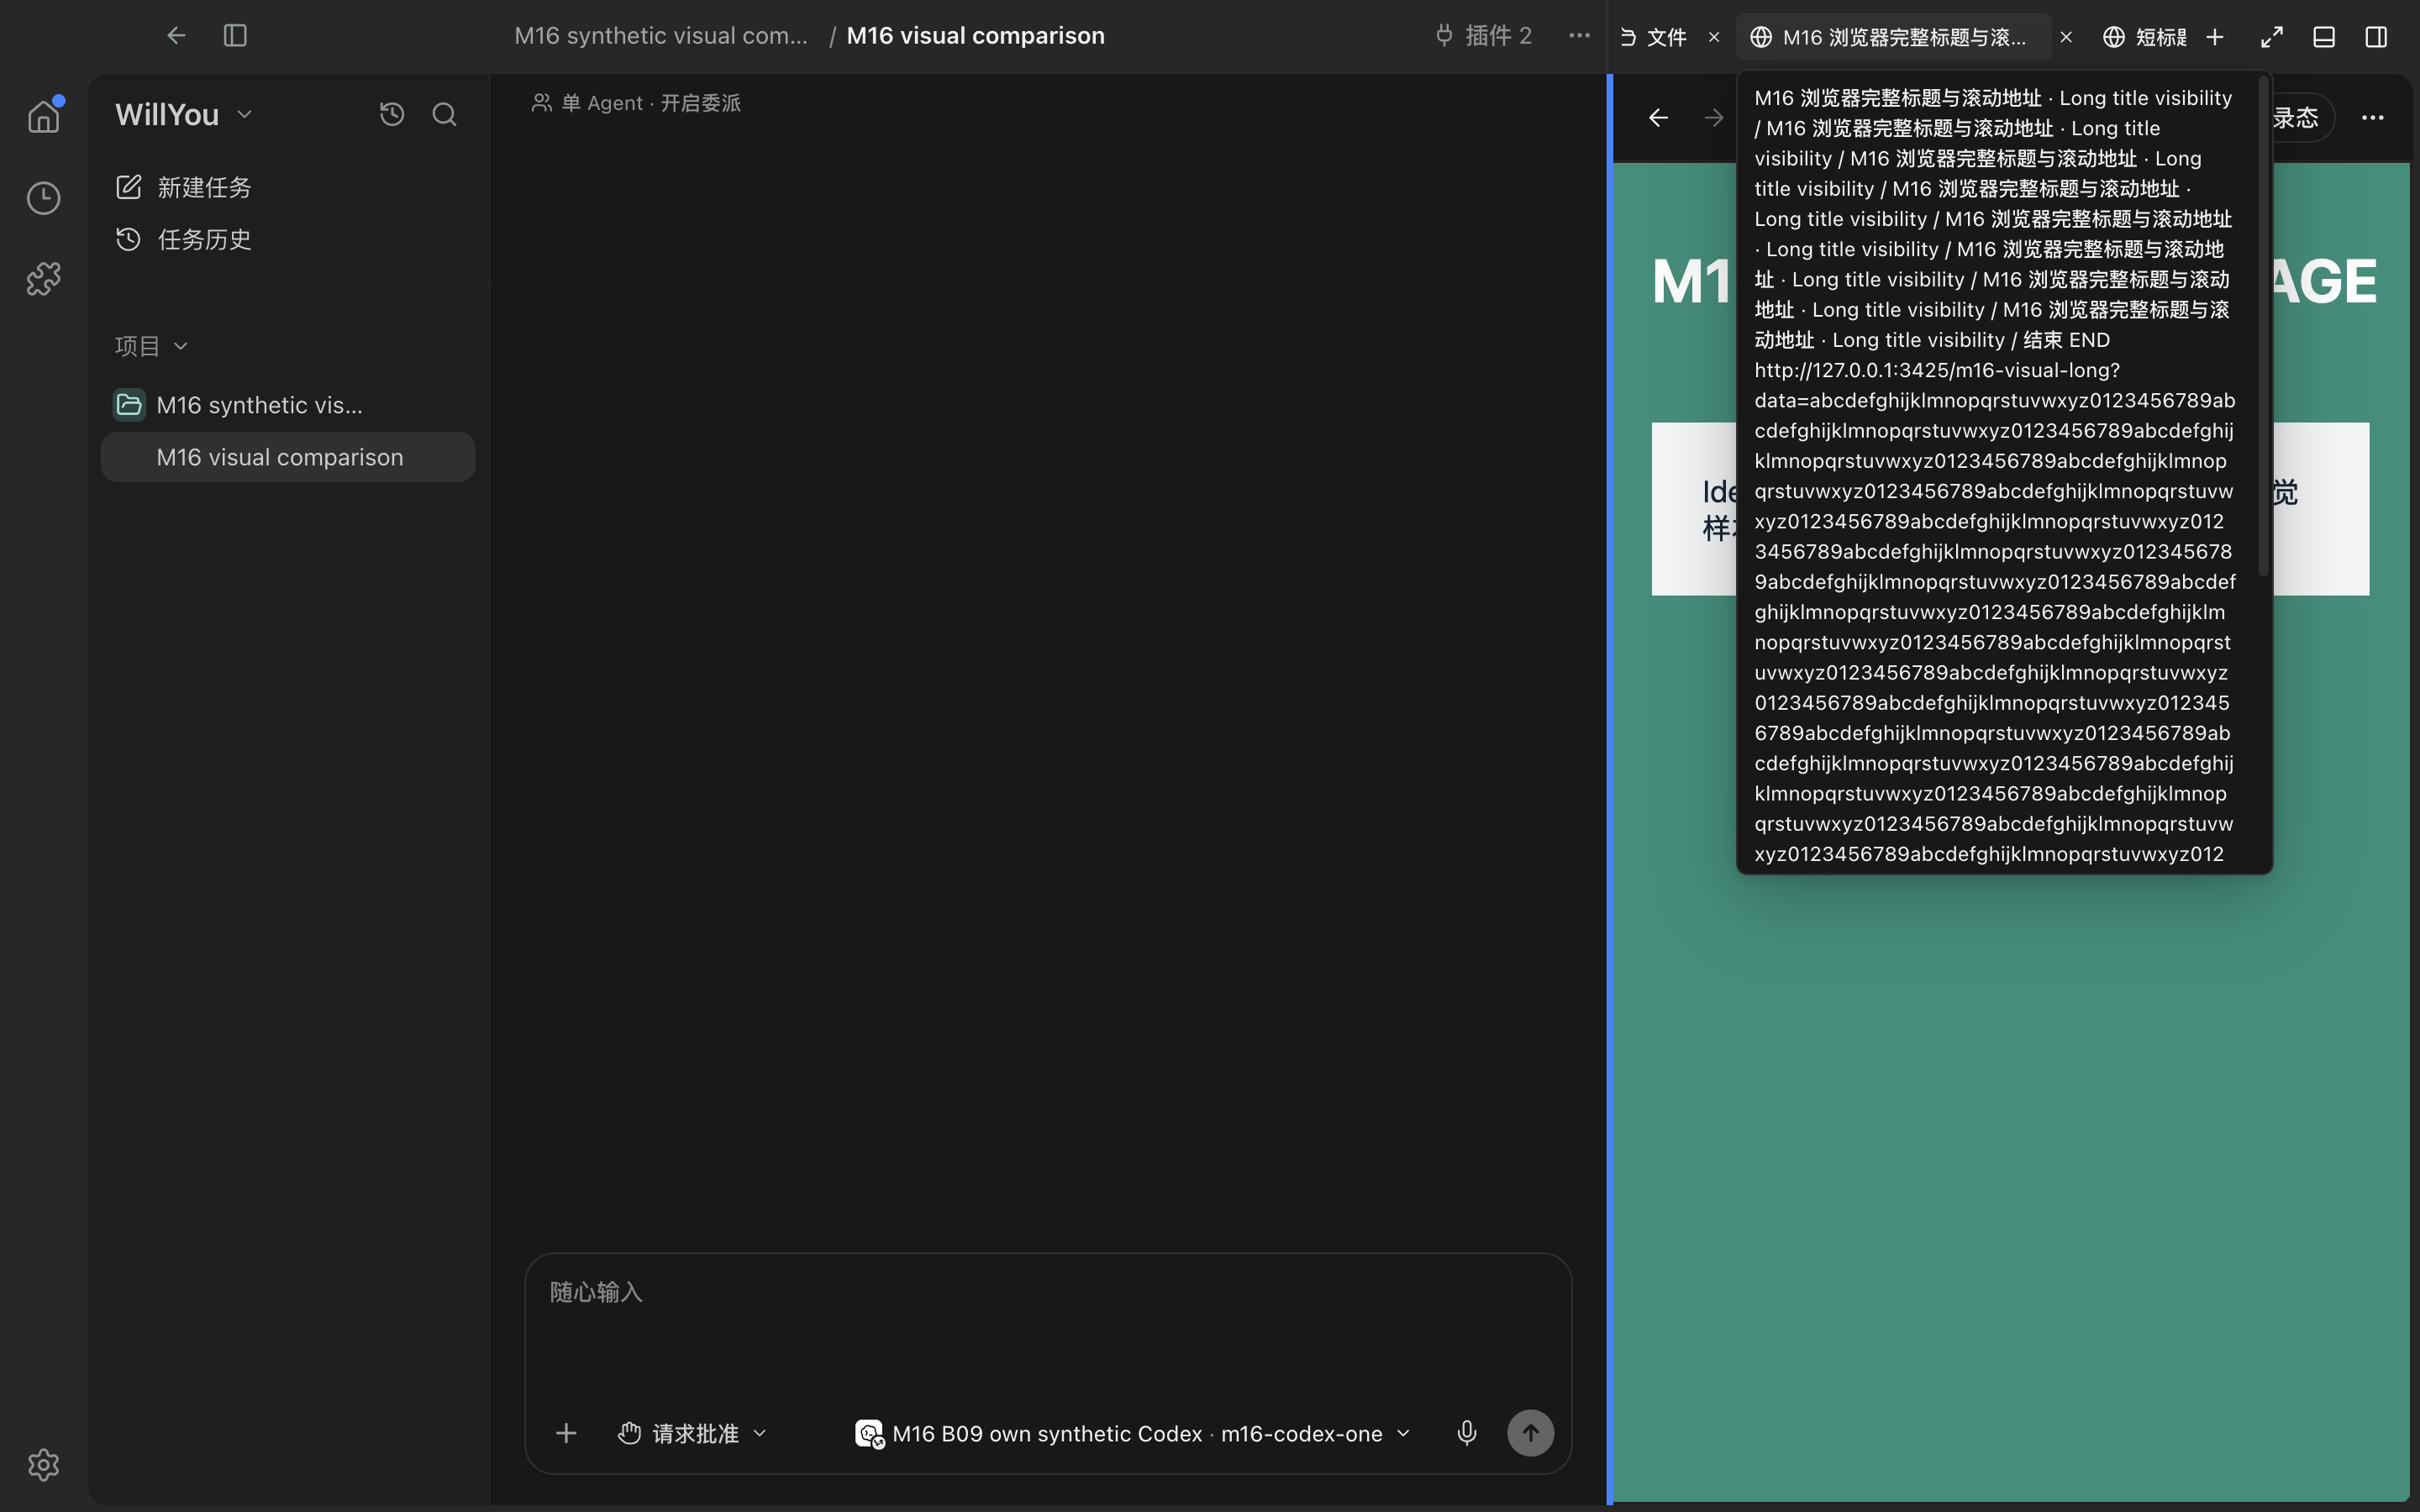 M16 synthetic visual com... / M16 visual comparison
插件 2
文件
M16 浏览器完整标题与滚...
短标
WillYou
新建任务
任务历史
项目
M16 synthetic vis...
M16 visual comparison
单 Agent · 开启委派
随心输入
请求批准
M16 B09 own synthetic Codex · m16-codex-one
M16 浏览器完整标题与滚动地址 · Long title visibility
/ M16 浏览器完整标题与滚动地址 · Long title
visibility / M16 浏览器完整标题与滚动地址 · Long
title visibility / M16 浏览器完整标题与滚动地址 ·
Long title visibility / M16 浏览器完整标题与滚动地址
· Long title visibility / M16 浏览器完整标题与滚动地
址 · Long title visibility / M16 浏览器完整标题与滚动
地址 · Long title visibility / M16 浏览器完整标题与滚
动地址 · Long title visibility / 结束 END
http://127.0.0.1:3425/m16-visual-long?
data=abcdefghijklmnopqrstuvwxyz0123456789ab
cdefghijklmnopqrstuvwxyz0123456789abcdefghij
klmnopqrstuvwxyz0123456789abcdefghijklmnop
qrstuvwxyz0123456789abcdefghijklmnopqrstuvw
xyz0123456789abcdefghijklmnopqrstuvwxyz012
3456789abcdefghijklmnopqrstuvwxyz012345678
9abcdefghijklmnopqrstuvwxyz0123456789abcdef
ghijklmnopqrstuvwxyz0123456789abcdefghijklm
nopqrstuvwxyz0123456789abcdefghijklmnopqrst
uvwxyz0123456789abcdefghijklmnopqrstuvwxyz
0123456789abcdefghijklmnopqrstuvwxyz012345
6789abcdefghijklmnopqrstuvwxyz0123456789ab
cdefghijklmnopqrstuvwxyz0123456789abcdefghij
klmnopqrstuvwxyz0123456789abcdefghijklmnop
qrstuvwxyz0123456789abcdefghijklmnopqrstuvw
xyz0123456789abcdefghijklmnopqrstuvwxyz012
录态
M1 AGE
Ide 觉
样